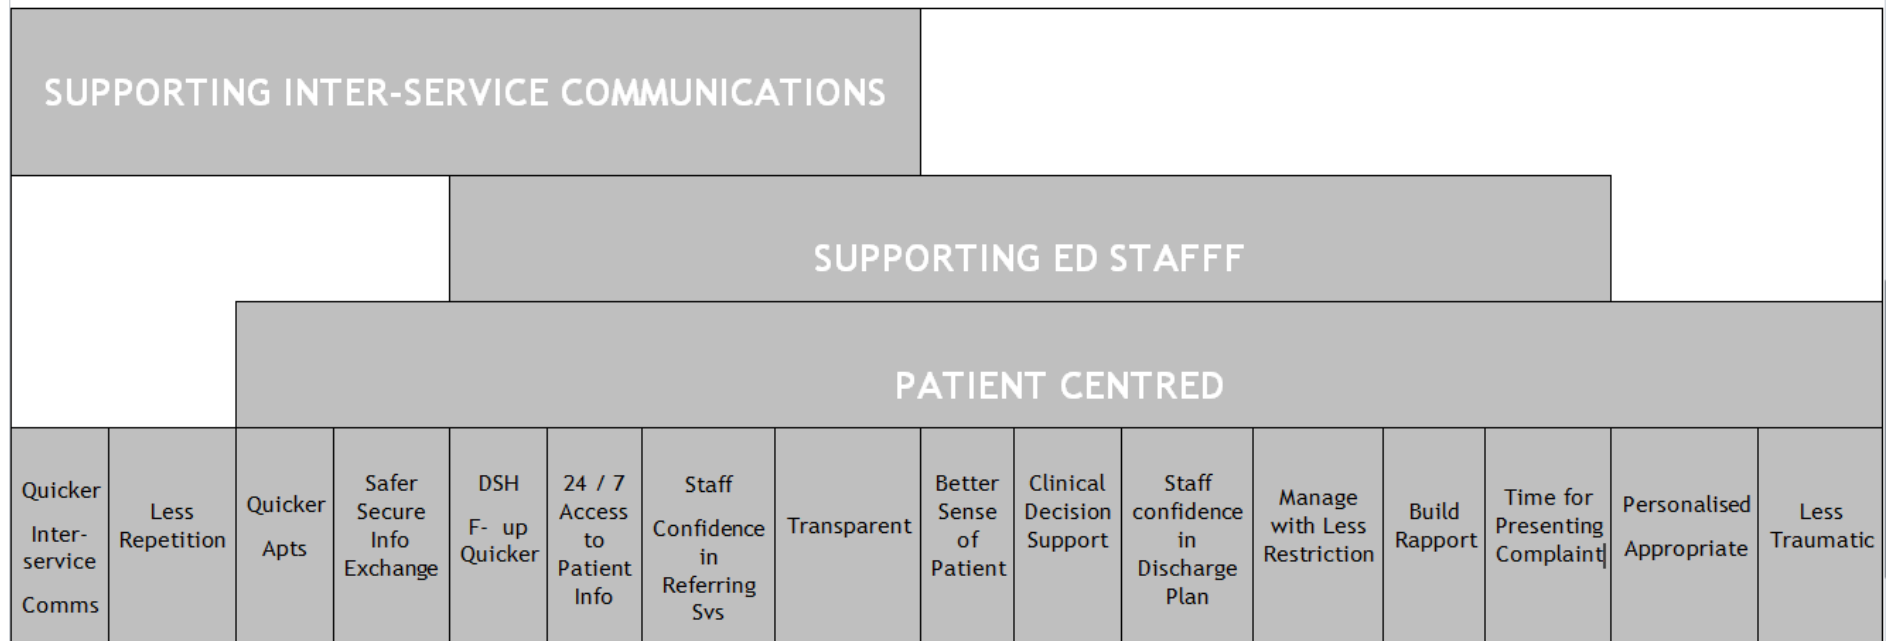 SUPPORTING INTER-SERVICE COMMUNICATIONS
SUPPORTING ED STAFFF
PATIENT CENTRED
Quicker
Inter-
service
Comms
Less
Repetition
Quicker
Apts
Safer
Secure
Info
Exchange
DSH
F- up
Quicker
24 / 7
Access
to
Patient
Info
Staff
Confidence
in
Referring
Svs
Transparent
Better
Sense
of
Patient
Clinical
Decision
Support
Staff
confidence
in
Discharge
Plan
Manage
with Less
Restriction
Build
Rapport
Time for
Presenting
Complaint
Personalised
Appropriate
Less
Traumatic